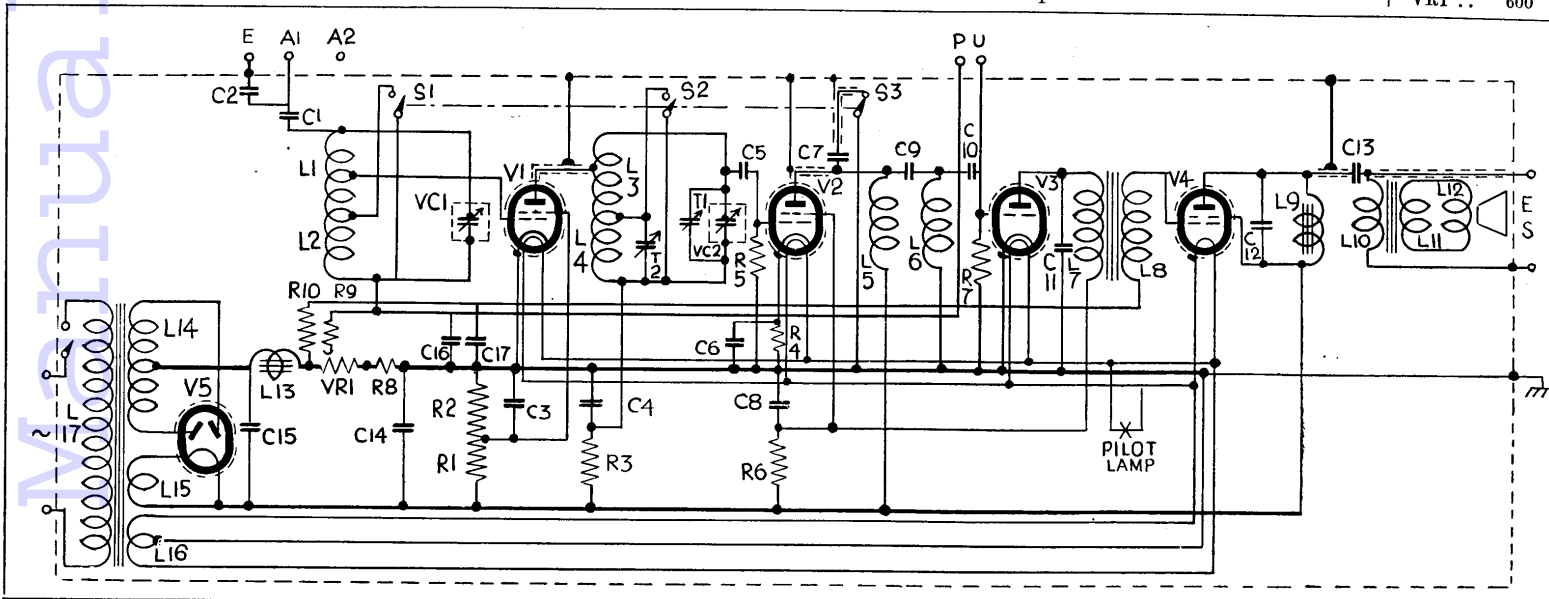 VR1 .. 600
E A1 A2 P U
C2 C1 S1 S2 S3
L1 L2 VC1 V1 L3 L4 T2 T1 VC2 C5 R5 C7 V2 C9 L5 L6 C10 R7 V3 C11 L7 L8 V4 C12 L9 C13 L10 L12 L11 E S
R10 R9
L14 V5 L13 VR1 R8 C16 C17 C6 R4
~ L17 C15 C14 R2 R1 C3 C4 R3 C8 R6
L15 L16
PILOT
LAMP
Manua